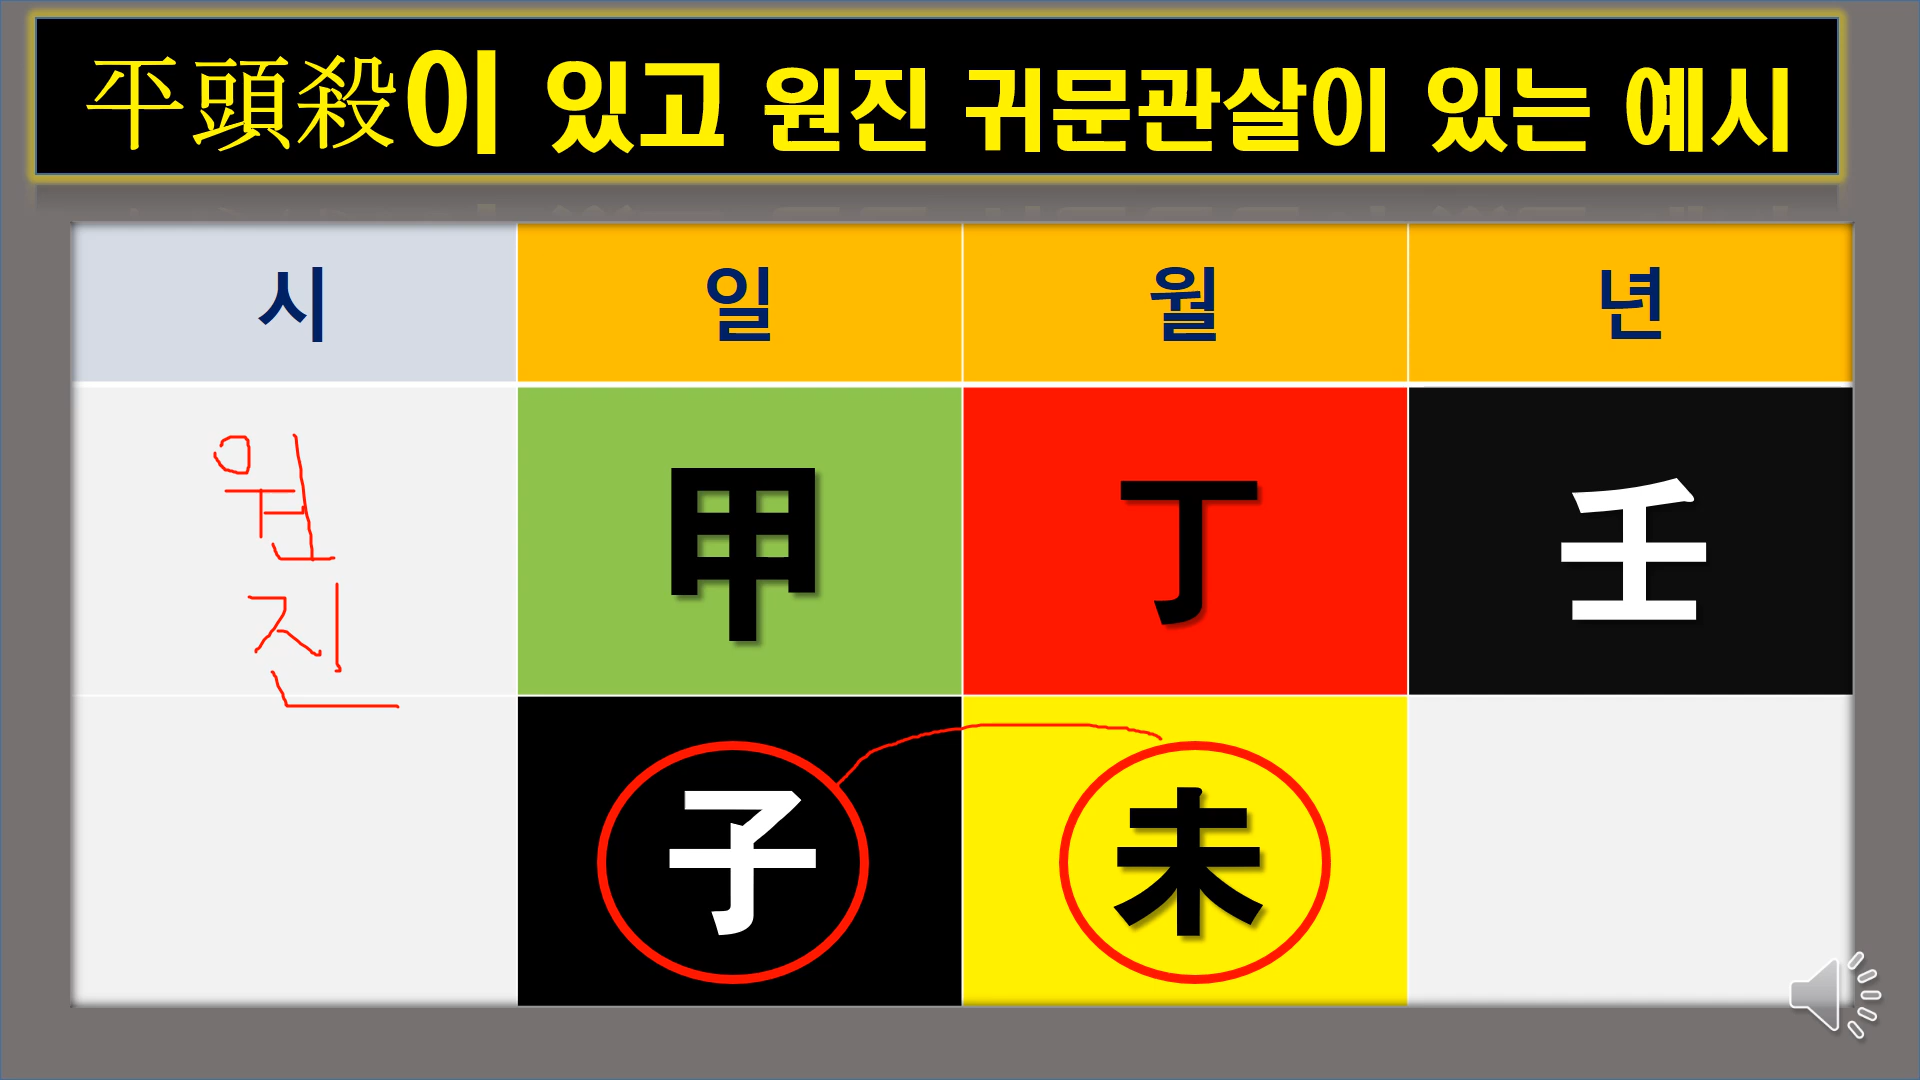 平頭殺이 있고 원진 귀문관살이 있는 예시
시 일 월 년
원진
甲 丁 壬
子 未